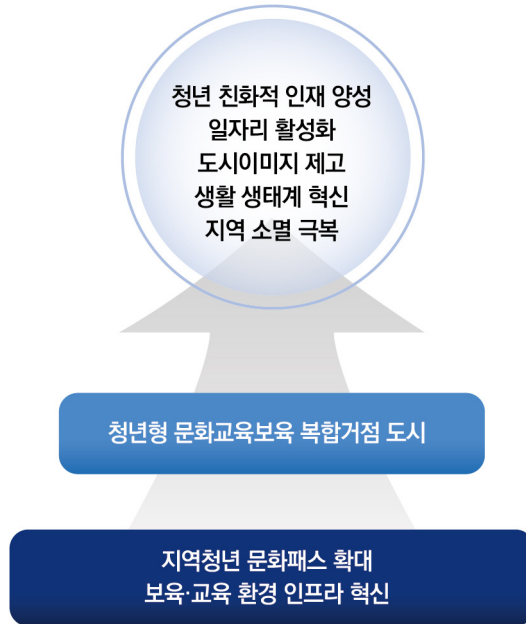 청년 친화적 인재 양성
일자리 활성화
도시이미지 제고
생활 생태계 혁신
지역 소멸 극복
청년형 문화교육보육 복합거점 도시
지역청년 문화패스 확대
보육·교육 환경 인프라 혁신